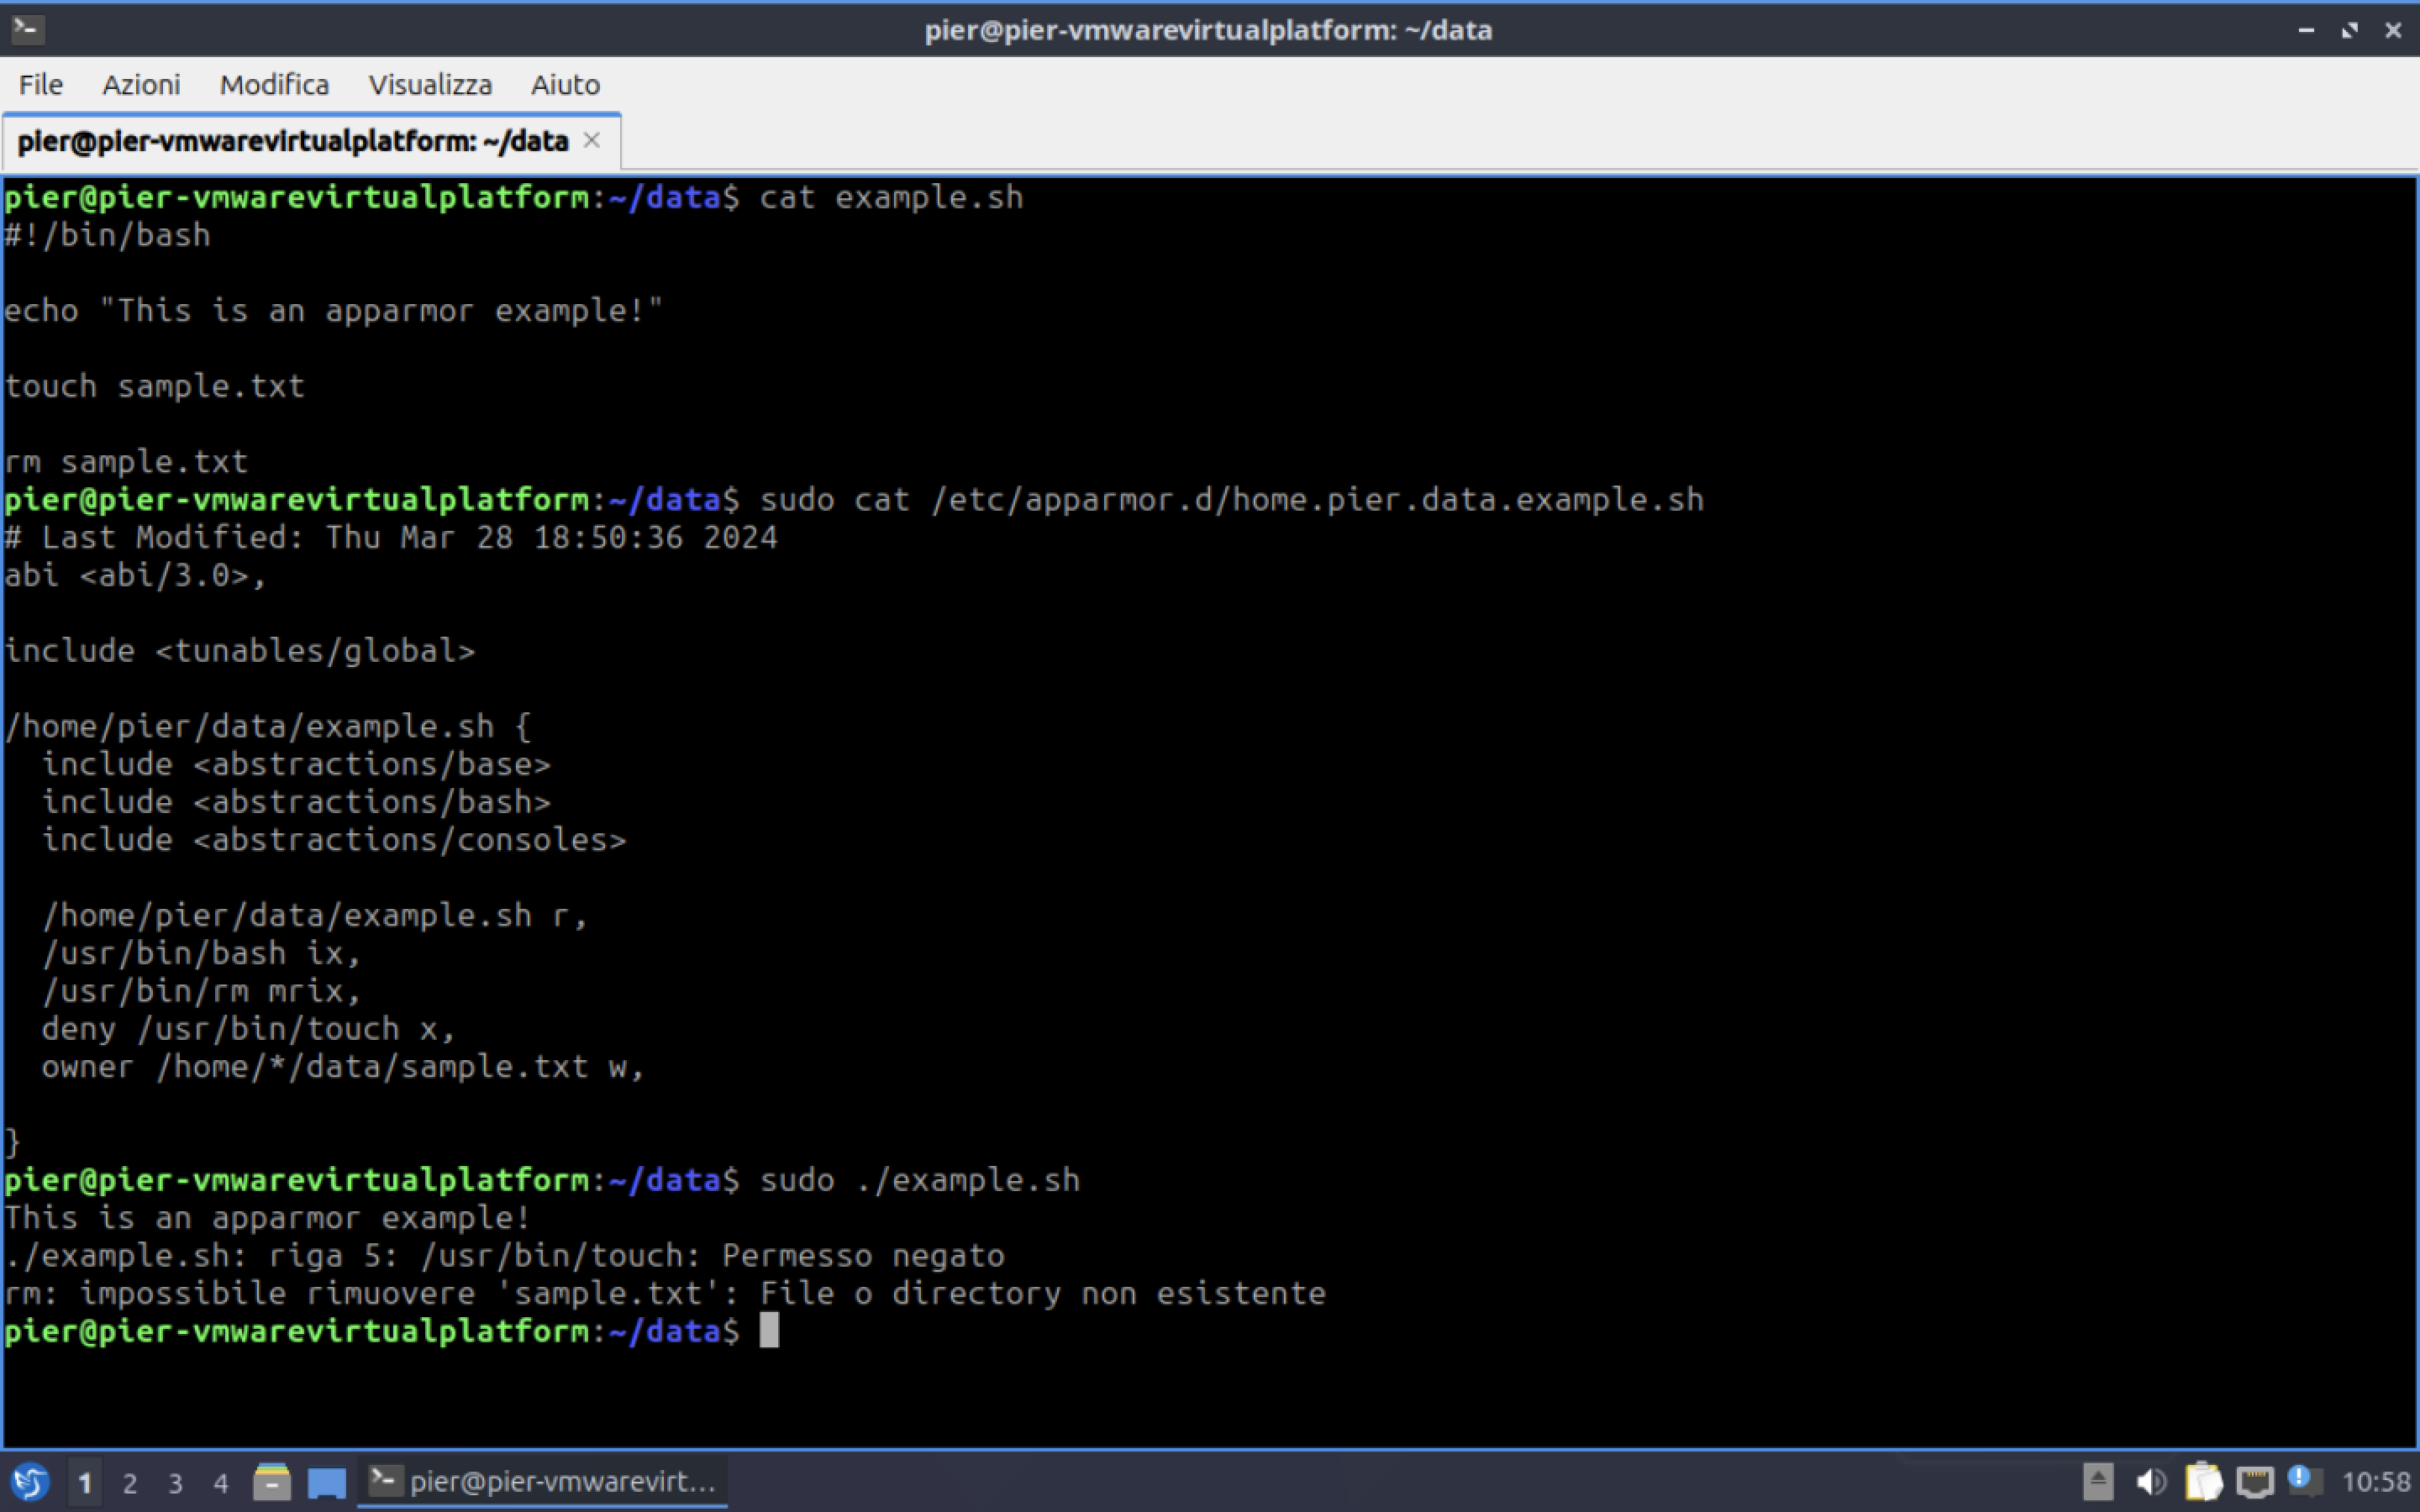 pier@pier-vmwarevirtualplatform: ~/data
File Azioni Modifica Visualizza Aiuto
pier@pier-vmwarevirtualplatform: ~/data
pier@pier-vmwarevirtualplatform:~/data$ cat example.sh
#!/bin/bash
echo "This is an apparmor example!"
touch sample.txt
rm sample.txt
pier@pier-vmwarevirtualplatform:~/data$ sudo cat /etc/apparmor.d/home.pier.data.example.sh
# Last Modified: Thu Mar 28 18:50:36 2024
abi <abi/3.0>,
include <tunables/global>
/home/pier/data/example.sh {
  include <abstractions/base>
  include <abstractions/bash>
  include <abstractions/consoles>
  /home/pier/data/example.sh r,
  /usr/bin/bash ix,
  /usr/bin/rm mrix,
  deny /usr/bin/touch x,
  owner /home/*/data/sample.txt w,
}
pier@pier-vmwarevirtualplatform:~/data$ sudo ./example.sh
This is an apparmor example!
./example.sh: riga 5: /usr/bin/touch: Permesso negato
rm: impossibile rimuovere 'sample.txt': File o directory non esistente
pier@pier-vmwarevirtualplatform:~/data$
1 2 3 4 pier@pier-vmwarevirt... 10:58